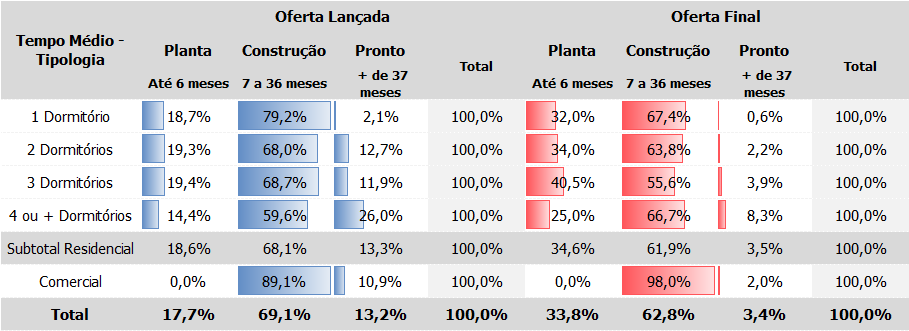 Oferta Lançada Oferta Final
Tempo Médio - Tipologia Planta Construção Pronto Total Planta Construção Pronto Total
Até 6 meses 7 a 36 meses + de 37 meses Até 6 meses 7 a 36 meses + de 37 meses
1 Dormitório 18,7% 79,2% 2,1% 100,0% 32,0% 67,4% 0,6% 100,0%
2 Dormitórios 19,3% 68,0% 12,7% 100,0% 34,0% 63,8% 2,2% 100,0%
3 Dormitórios 19,4% 68,7% 11,9% 100,0% 40,5% 55,6% 3,9% 100,0%
4 ou + Dormitórios 14,4% 59,6% 26,0% 100,0% 25,0% 66,7% 8,3% 100,0%
Subtotal Residencial 18,6% 68,1% 13,3% 100,0% 34,6% 61,9% 3,5% 100,0%
Comercial 0,0% 89,1% 10,9% 100,0% 0,0% 98,0% 2,0% 100,0%
Total 17,7% 69,1% 13,2% 100,0% 33,8% 62,8% 3,4% 100,0%